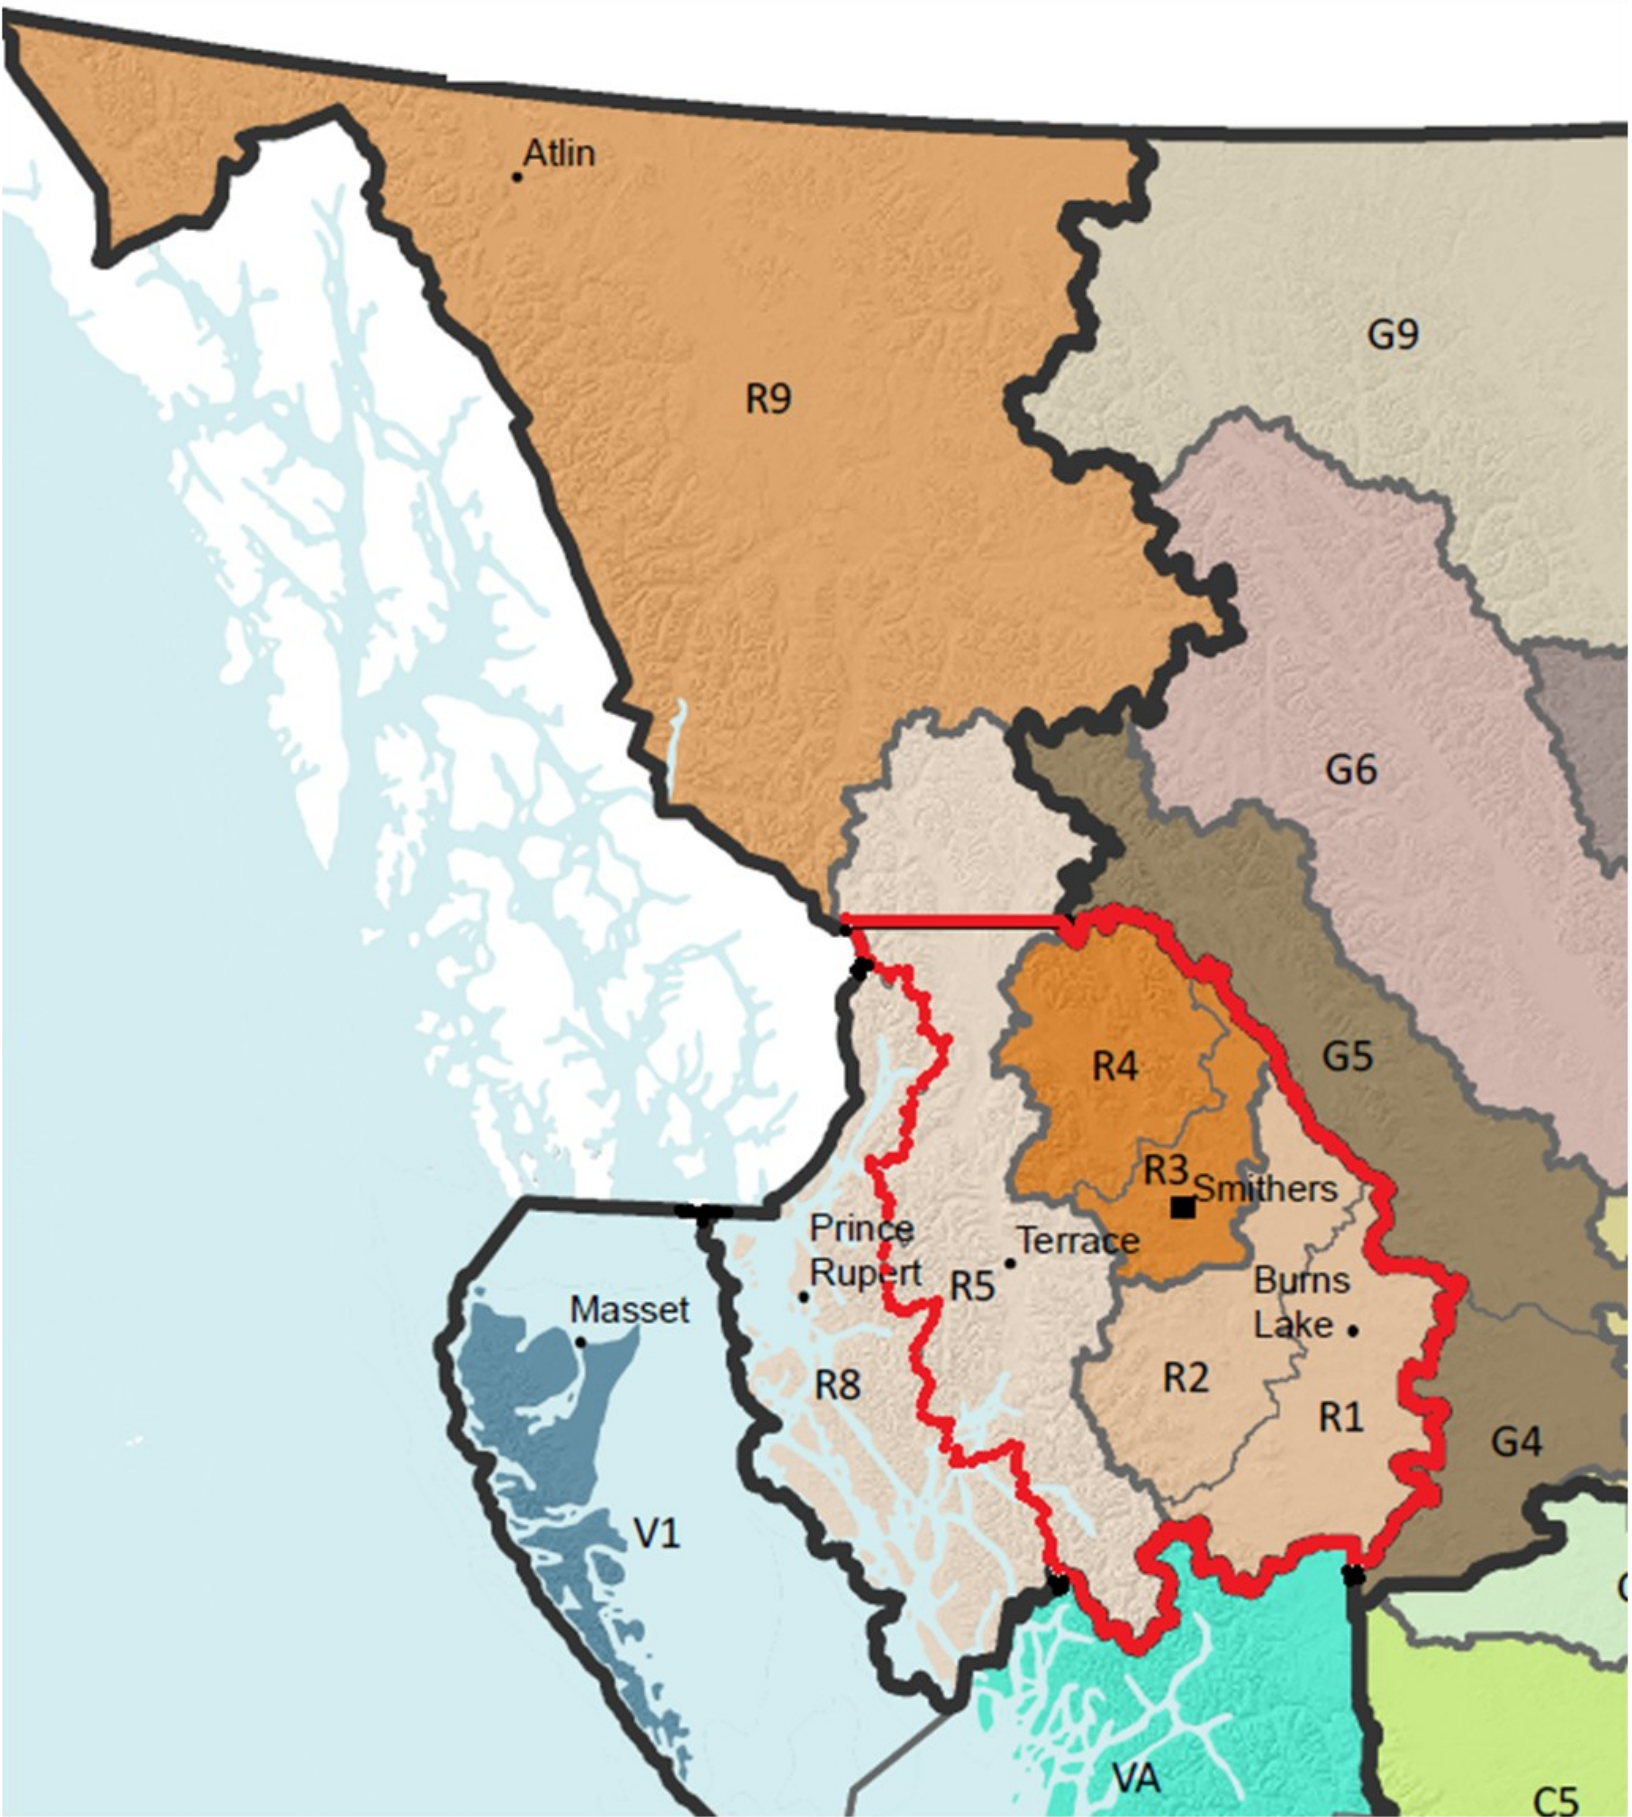 Atlin
G9
R9
G6
G5
R4
R3
Smithers
Prince
Rupert
Terrace
R5
Burns
Lake
Masset
R8
R2
R1
G4
V1
VA
C5